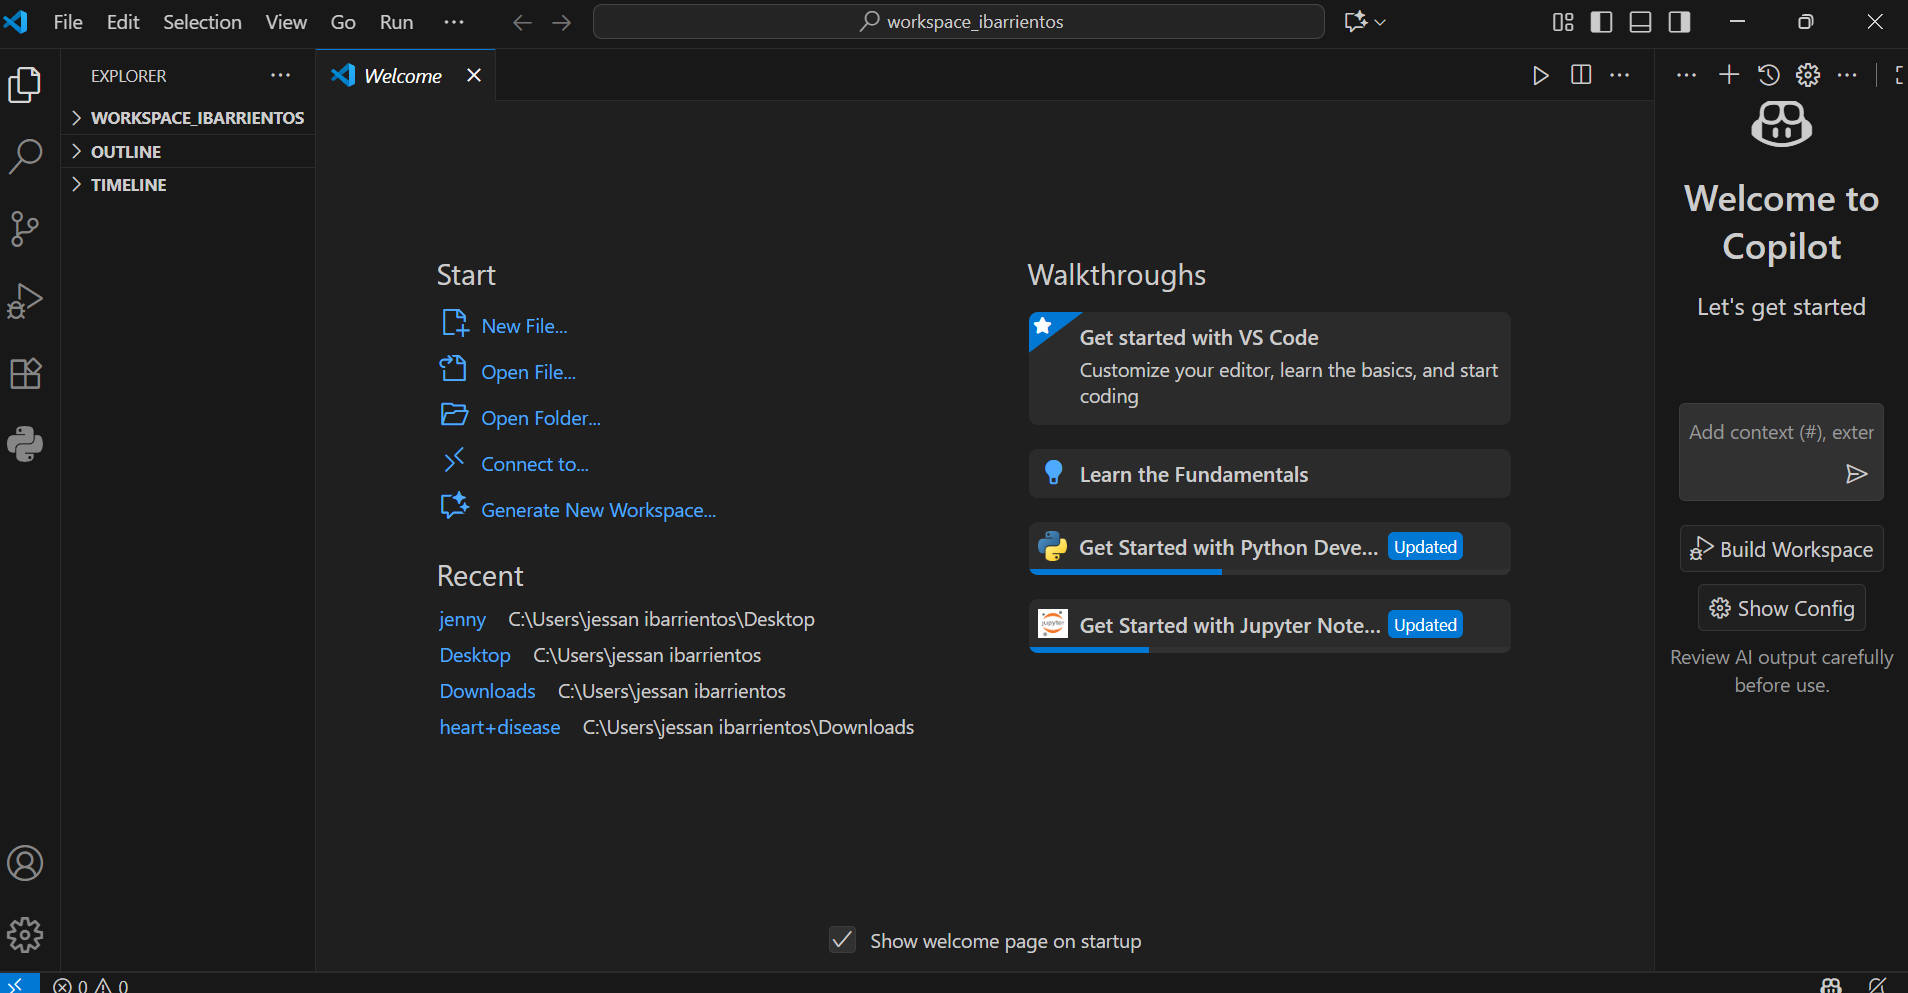 File Edit Selection View Go Run ···
workspace_ibarrientos
EXPLORER ···
WORKSPACE_IBARRIENTOS
OUTLINE
TIMELINE
Welcome
Start
New File...
Open File...
Open Folder...
Connect to...
Generate New Workspace...
Recent
jenny C:\Users\jessan ibarrientos\Desktop
Desktop C:\Users\jessan ibarrientos
Downloads C:\Users\jessan ibarrientos
heart+disease C:\Users\jessan ibarrientos\Downloads
Walkthroughs
Get started with VS Code
Customize your editor, learn the basics, and start
coding
Learn the Fundamentals
Get Started with Python Deve... Updated
jupyter
Get Started with Jupyter Note... Updated
Show welcome page on startup
Welcome to
Copilot
Let's get started
Add context (#), exter
Build Workspace
Show Config
Review AI output carefully
before use.
0 0